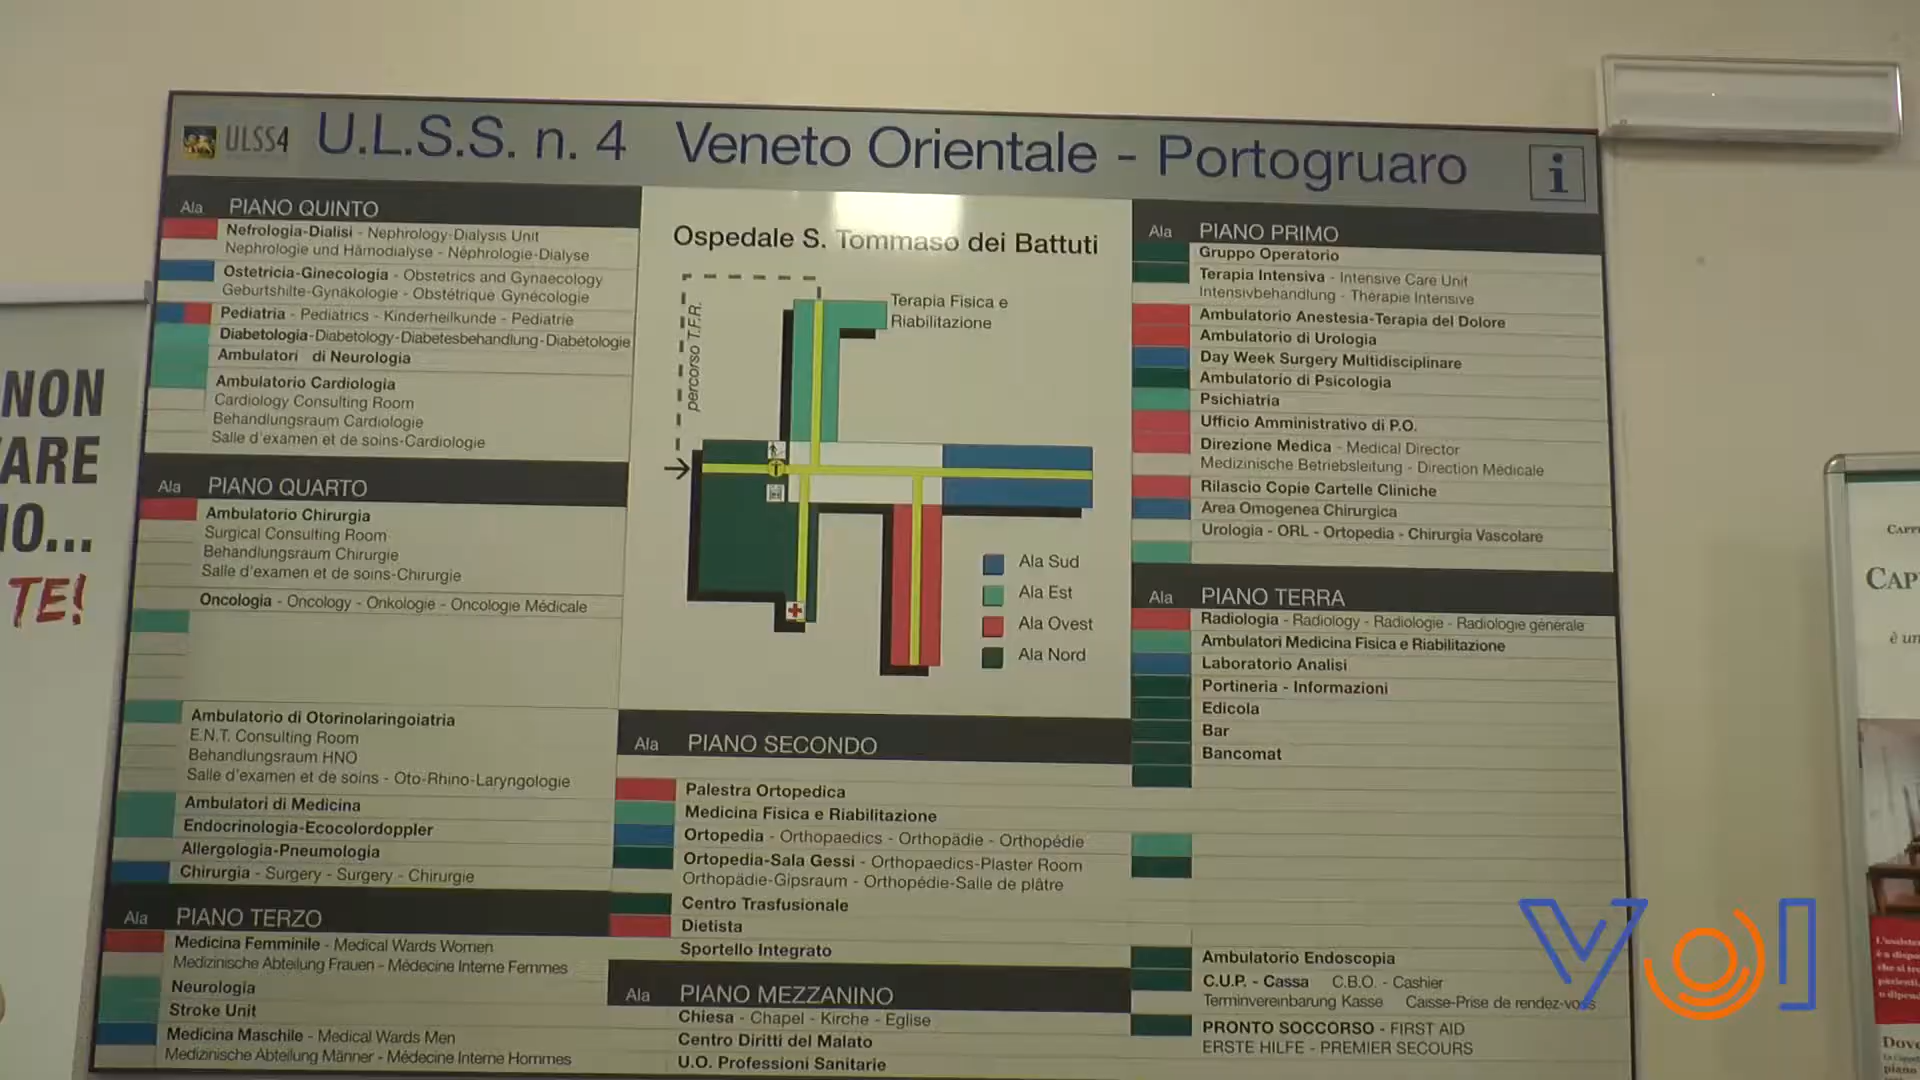 ULSS4 U.L.S.S. n. 4 Veneto Orientale - Portogruaro i
Ala PIANO QUINTO
Nefrologia-Dialisi - Nephrology-Dialysis Unit
Nephrologie und Hämodialyse - Néphrologie-Dialyse
Ostetricia-Ginecologia - Obstetrics and Gynaecology
Geburtshilfe-Gynäkologie - Obstétrique Gynécologie
Pediatria - Pediatrics - Kinderheilkunde - Pediatrie
Diabetologia-Diabetology-Diabetesbehandlung-Diabétologie
Ambulatori di Neurologia
Ambulatorio Cardiologia
Cardiology Consulting Room
Behandlungsraum Cardiologie
Salle d'examen et de soins-Cardiologie
Ala PIANO QUARTO
Ambulatorio Chirurgia
Surgical Consulting Room
Behandlungsraum Chirurgie
Salle d'examen et de soins-Chirurgie
Oncologia - Oncology - Onkologie - Oncologie Médicale
Ambulatorio di Otorinolaringoiatria
E.N.T. Consulting Room
Behandlungsraum HNO
Salle d'examen et de soins - Oto-Rhino-Laryngologie
Ambulatori di Medicina
Endocrinologia-Ecocolordoppler
Allergologia-Pneumologia
Chirurgia - Surgery - Surgery - Chirurgie
Ala PIANO TERZO
Medicina Femminile - Medical Wards Women
Medizinische Abteilung Frauen - Médecine Interne Femmes
Neurologia
Stroke Unit
Medicina Maschile - Medical Wards Men
Medizinische Abteilung Männer - Médecine Interne Hommes
Ospedale S. Tommaso dei Battuti
Terapia Fisica e
Riabilitazione
percorso T.F.R.
Ala Sud
Ala Est
Ala Ovest
Ala Nord
Ala PIANO SECONDO
Palestra Ortopedica
Medicina Fisica e Riabilitazione
Ortopedia - Orthopaedics - Orthopädie - Orthopédie
Ortopedia-Sala Gessi - Orthopaedics-Plaster Room
Orthopädie-Gipsraum - Orthopédie-Salle de plâtre
Centro Trasfusionale
Dietista
Sportello Integrato
Ala PIANO MEZZANINO
Chiesa - Chapel - Kirche - Eglise
Centro Diritti del Malato
U.O. Professioni Sanitarie
Ala PIANO PRIMO
Gruppo Operatorio
Terapia Intensiva - Intensive Care Unit
Intensivbehandlung - Thérapie Intensive
Ambulatorio Anestesia-Terapia del Dolore
Ambulatorio di Urologia
Day Week Surgery Multidisciplinare
Ambulatorio di Psicologia
Psichiatria
Ufficio Amministrativo di P.O.
Direzione Medica - Medical Director
Medizinische Betriebsleitung - Direction Médicale
Rilascio Copie Cartelle Cliniche
Area Omogenea Chirurgica
Urologia - ORL - Ortopedia - Chirurgia Vascolare
Ala PIANO TERRA
Radiologia - Radiology - Radiologie - Radiologie générale
Ambulatori Medicina Fisica e Riabilitazione
Laboratorio Analisi
Portineria - Informazioni
Edicola
Bar
Bancomat
Ambulatorio Endoscopia
C.U.P. - Cassa C.B.O. - Cashier
Terminvereinbarung Kasse Caisse-Prise de rendez-vous
PRONTO SOCCORSO - FIRST AID
ERSTE HILFE - PREMIER SECOURS
NON
ARE
IO...
TE!
CAPP
CAP
è un
Dove
piano
VOI